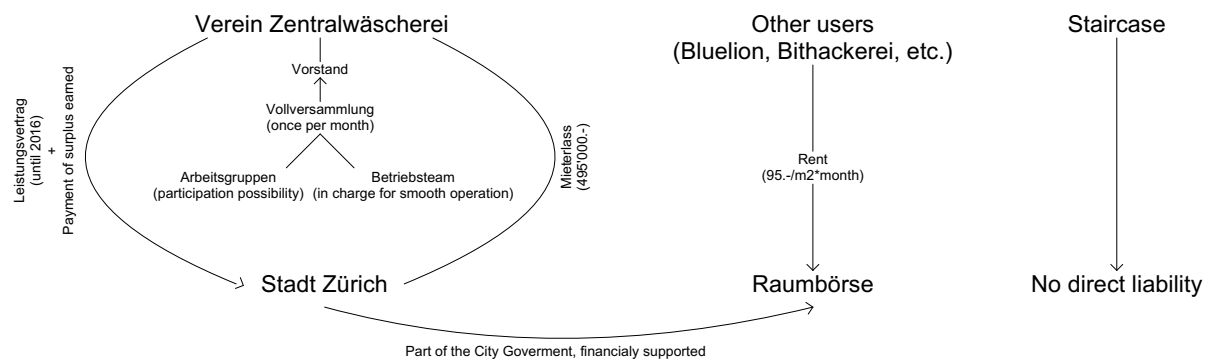 Verein Zentralwäscherei
Other users
(Bluelion, Bithackerei, etc.)
Staircase
Vorstand
Vollversammlung
(once per month)
Arbeitsgruppen
(participation possibility)
Betriebsteam
(in charge for smooth operation)
Leistungsvertrag
(until 2016)
+
Payment of surplus earned
Mieterlass
(495'000.-)
Rent
(95.-/m2*month)
Stadt Zürich
Raumbörse
No direct liability
Part of the City Goverment, financialy supported